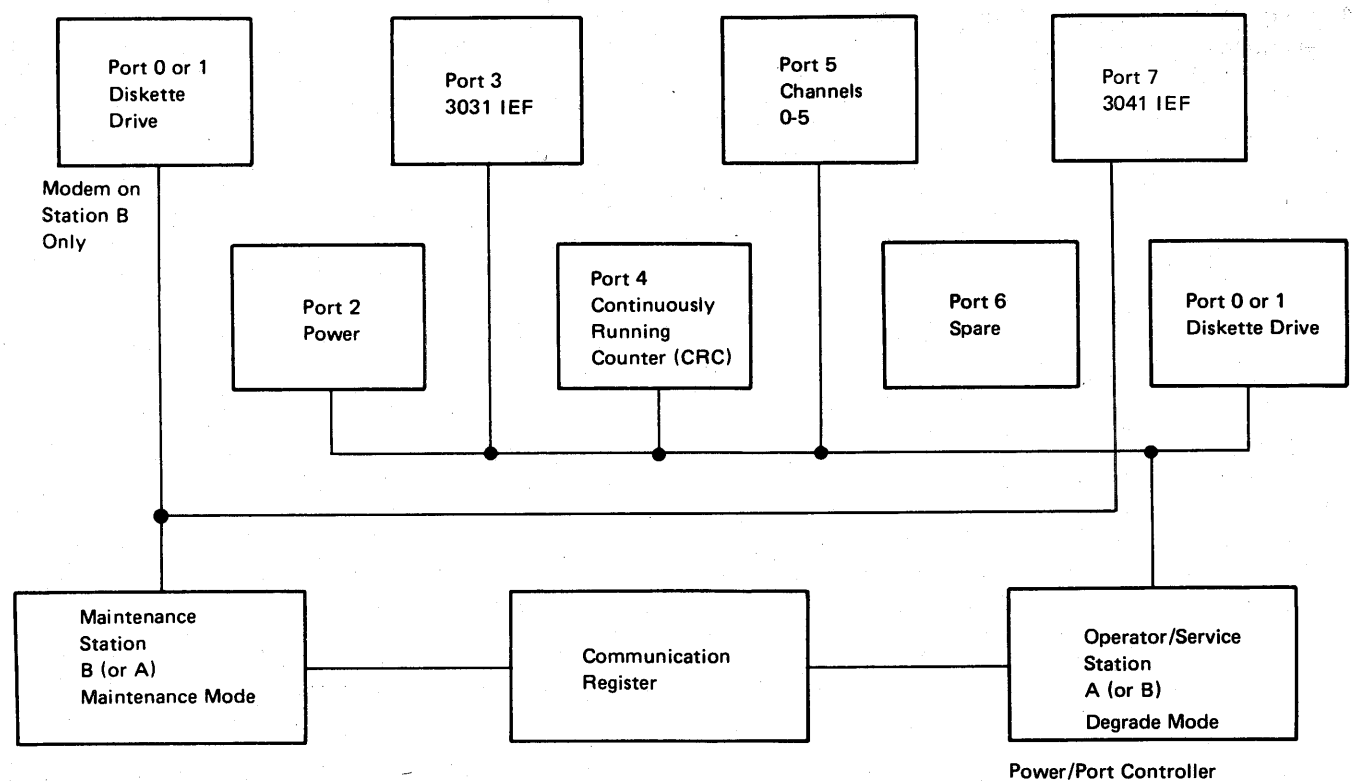 Port 0 or 1
Diskette
Drive
Port 3
3031 IEF
Port 5
Channels
0-5
Port 7
3041 IEF
Modem on
Station B
Only
Port 2
Power
Port 4
Continuously
Running
Counter (CRC)
Port 6
Spare
Port 0 or 1
Diskette Drive
Maintenance
Station
B (or A)
Maintenance Mode
Communication
Register
Operator/Service
Station
A (or B)
Degrade Mode
Power/Port Controller